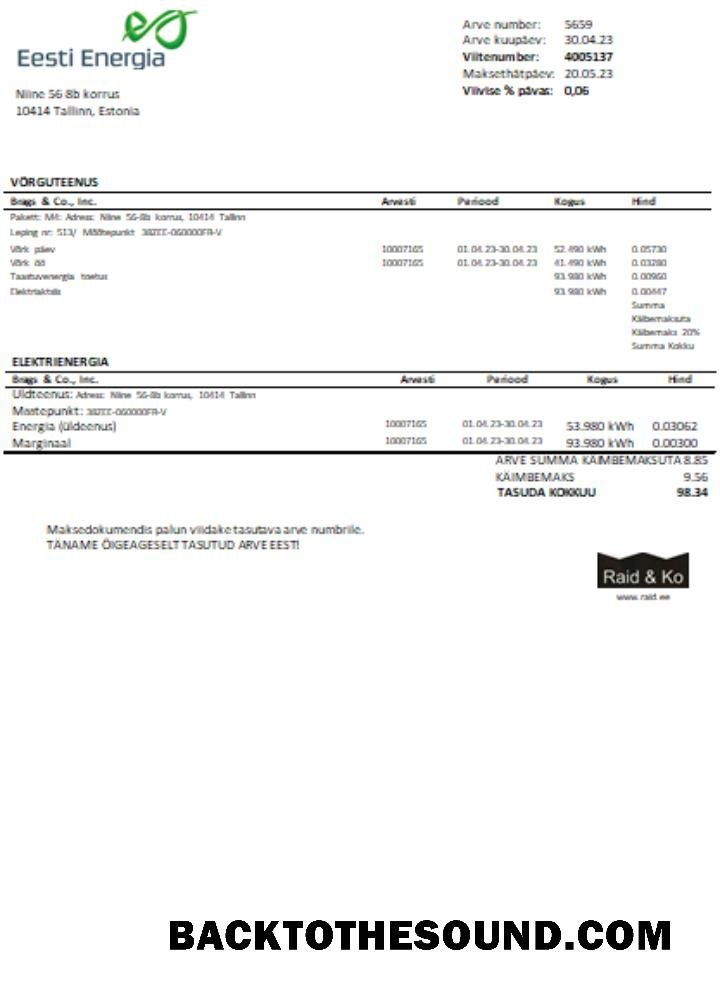 Eesti Energia
Niine 56-8b korrus
10414 Tallinn, Estonia
Arve number: 5659
Arve kuupäev: 30.04.23
Viitenumber: 4005137
Maksethätpäev: 20.05.23
Viivise % pävas: 0,06
VÕRGUTEENUS
Brags & Co., Inc. Arvesti Periood Kogus Hind
Pakett: M4: Adress: Niine 56-8b korrus, 10414 Tallinn
Leping nr: 513/ Mõõtepunkt 38ZEE-060000FR-V
Võrk päev 10007165 01.04.23-30.04.23 52.490 kWh 0.05730
Võrk öö 10007165 01.04.23-30.04.23 41.490 kWh 0.03280
Taastuvenergia toetus 93.980 kWh 0.00960
Elektriaktsiis 93.980 kWh 0.00447
Summa
Käibemaksuta
Käibemaks 20%
Summa Kokku
ELEKTRIENERGIA
Brags & Co., Inc. Arvesti Periood Kogus Hind
Üldteenus: Adress: Niine 56-8b korrus, 10414 Tallinn
Mõõtepunkt: 38ZEE-060000FR-V
Energia (üldeenus) 10007165 01.04.23-30.04.23 53.980 kWh 0.03062
Marginaal 10007165 01.04.23-30.04.23 93.980 kWh 0.00300
ARVE SUMMA KÄIMBEMAKSUTA 8.85
KÄIMBEMAKS 9.56
TASUDA KOKKUU 98.34
Maksedokumendis palun viidake tasutava arve numbrile.
TÄNAME ÕIGEAGESELT TASUTUD ARVE EEST!
Raid & Ko
www.raid.ee
BACKTOTHESOUND.COM